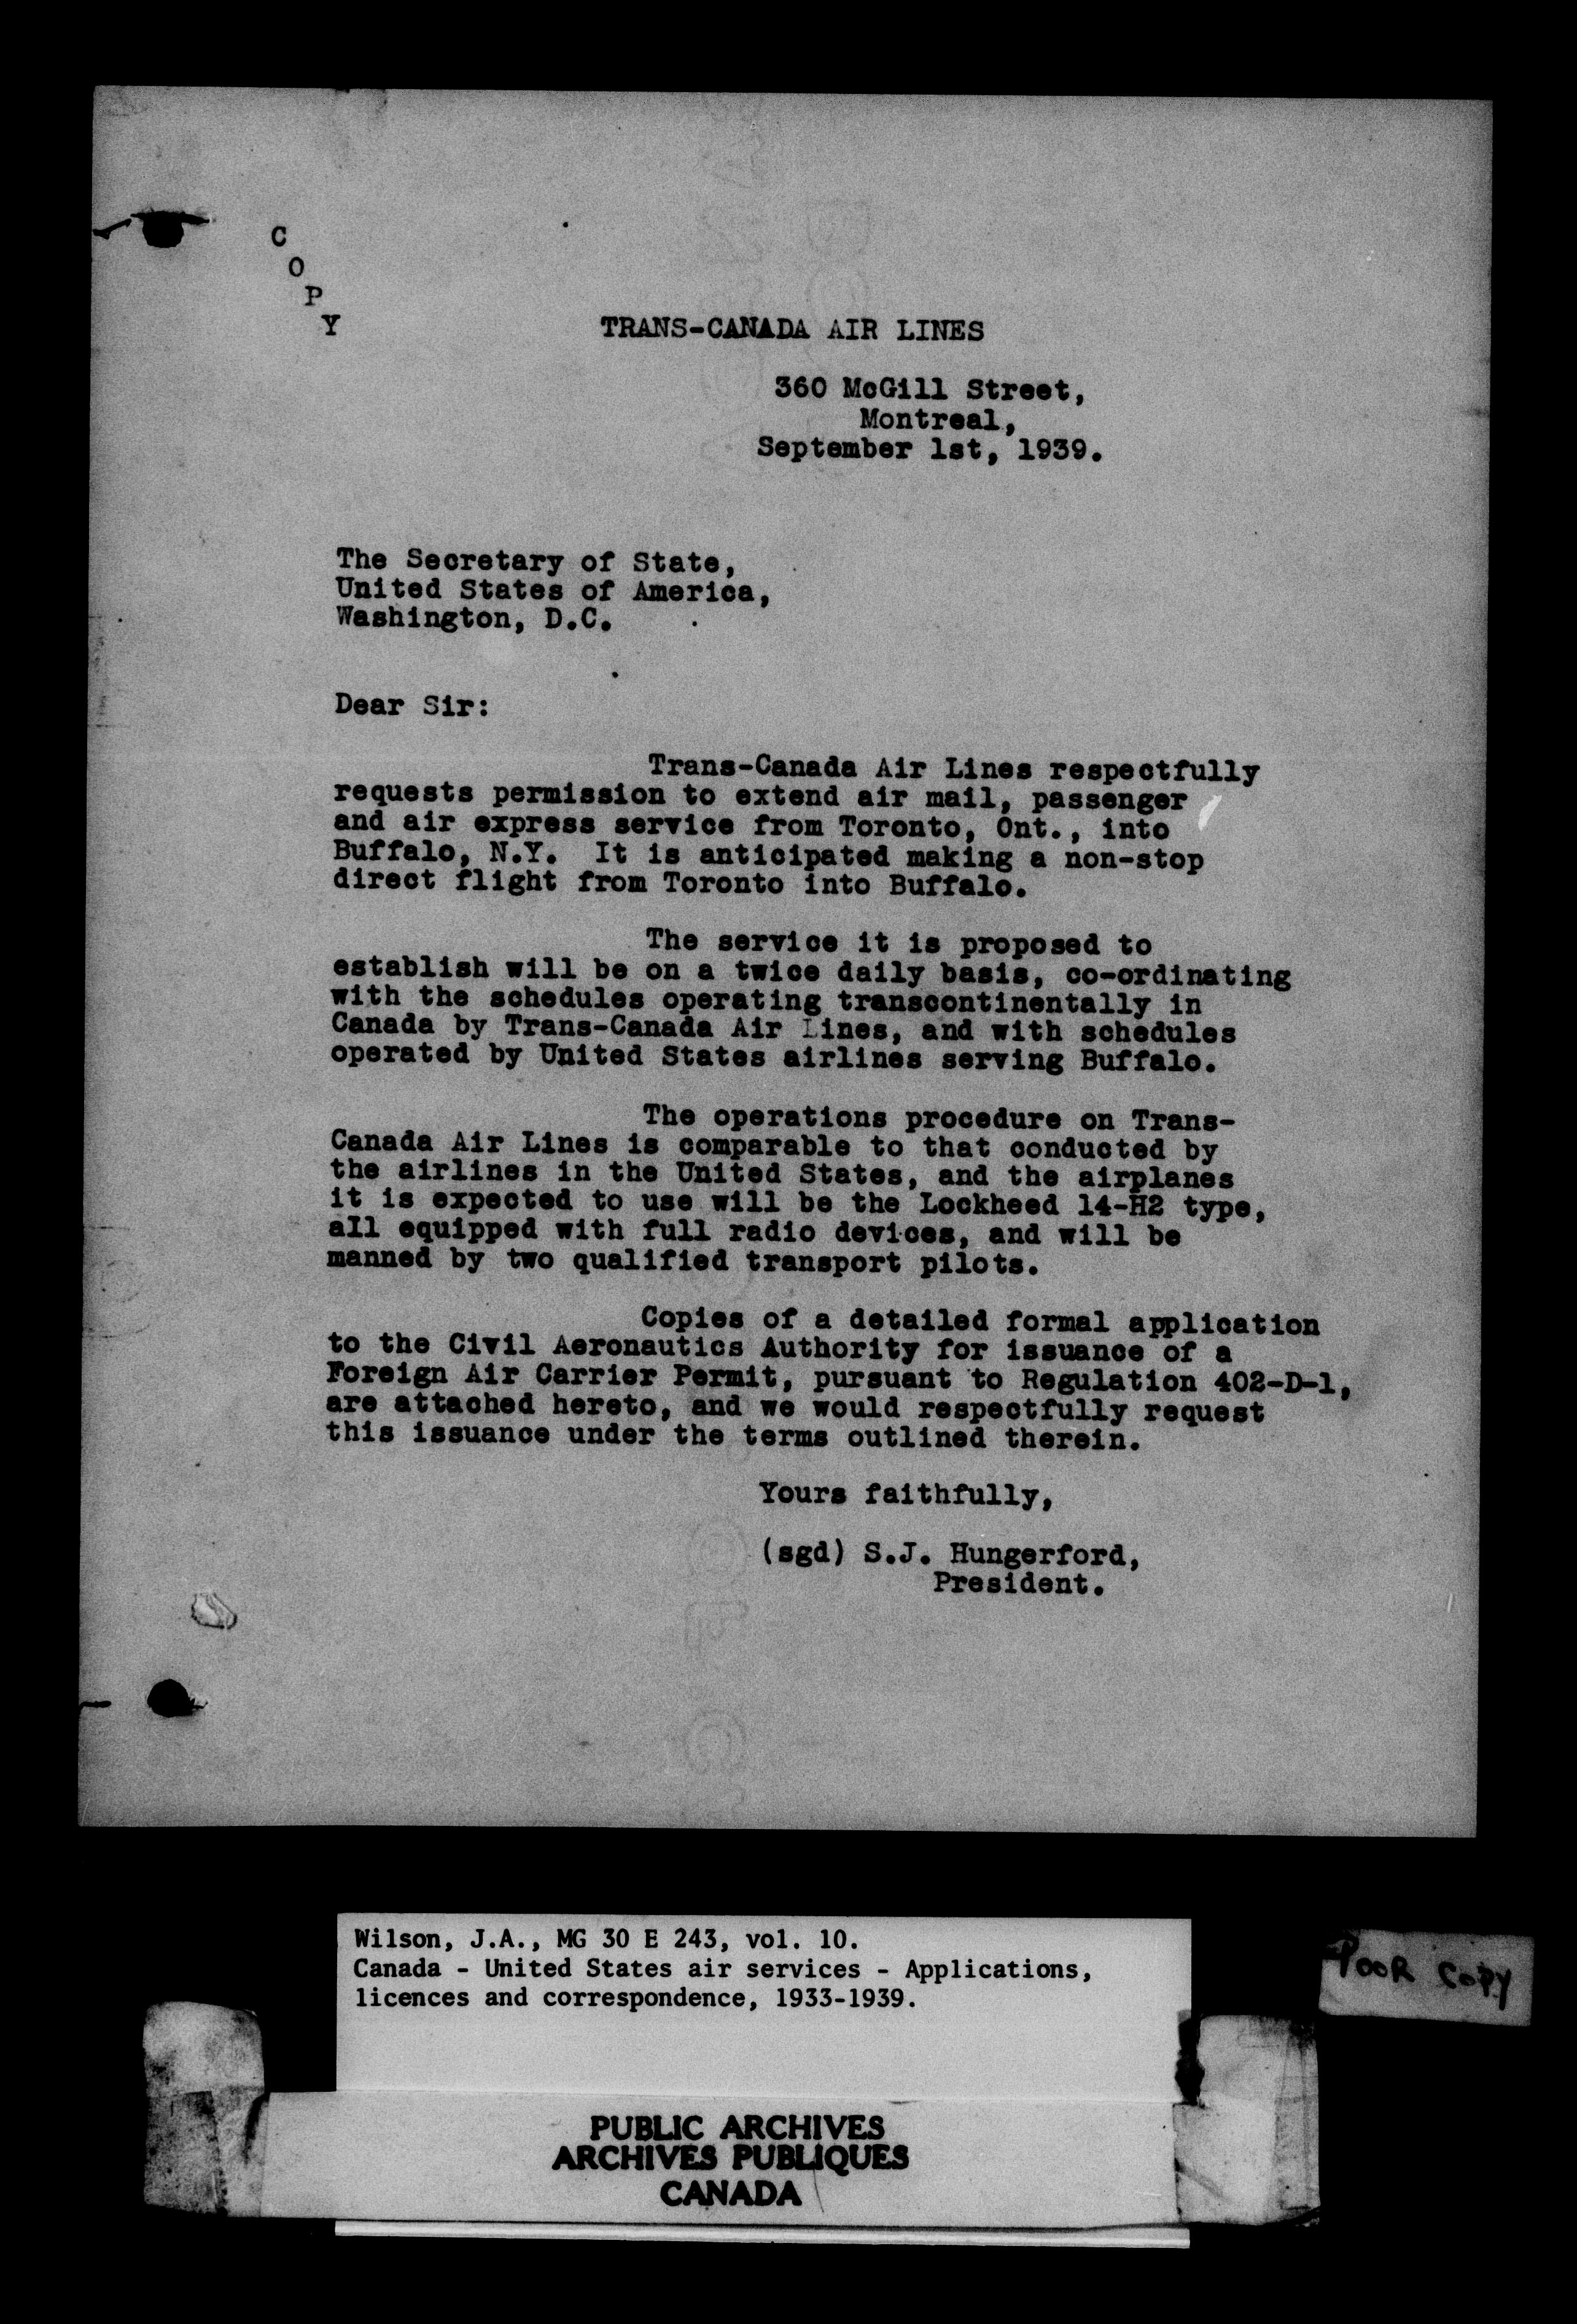 C
O
P
Y
TRANS-CANADA AIR LINES
360 McGill Street,
Montreal,
September 1st, 1939.
The Secretary of State,
United States of America,
Washington, D.C.
Dear Sir:
Trans-Canada Air Lines respectfully
requests permission to extend air mail, passenger
and air express service from Toronto, Ont., into
Buffalo, N.Y. It is anticipated making a non-stop
direct flight from Toronto into Buffalo.
The service it is proposed to
establish will be on a twice daily basis, co-ordinating
with the schedules operating transcontinentally in
Canada by Trans-Canada Air Lines, and with schedules
operated by United States airlines serving Buffalo.
The operations procedure on Trans-
Canada Air Lines is comparable to that conducted by
the airlines in the United States, and the airplanes
it is expected to use will be the Lockheed 14-H2 type,
all equipped with full radio devices, and will be
manned by two qualified transport pilots.
Copies of a detailed formal application
to the Civil Aeronautics Authority for issuance of a
Foreign Air Carrier Permit, pursuant to Regulation 402-D-1,
are attached hereto, and we would respectfully request
this issuance under the terms outlined therein.
Yours faithfully,
(sgd) S.J. Hungerford,
President.
Wilson, J.A., MG 30 E 243, vol. 10.
Canada - United States air services - Applications,
licences and correspondence, 1933-1939.
POOR COPY
PUBLIC ARCHIVES
ARCHIVES PUBLIQUES
CANADA